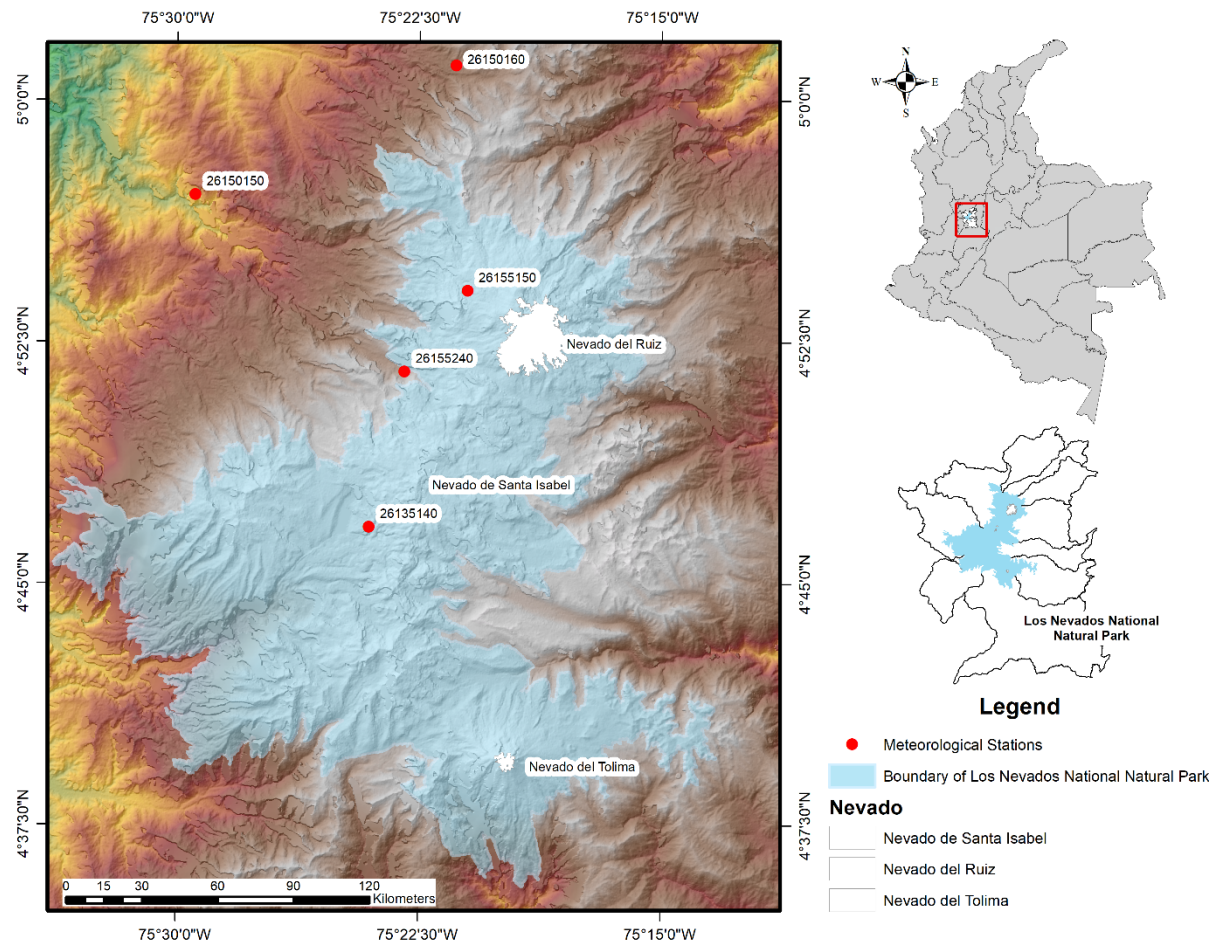 75°30'0"W
75°22'30"W
75°15'0"W
5°0'0"N
4°52'30"N
4°45'0"N
4°37'30"N
26150160
26150150
26155150
Nevado del Ruiz
26155240
Nevado de Santa Isabel
26135140
Nevado del Tolima
0 15 30 60 90 120
Kilometers
5°0'0"N
4°52'30"N
4°45'0"N
4°37'30"N
75°30'0"W
75°22'30"W
75°15'0"W
N
W
E
S
Los Nevados National
Natural Park
Legend
Meteorological Stations
Boundary of Los Nevados National Natural Park
Nevado
Nevado de Santa Isabel
Nevado del Ruiz
Nevado del Tolima